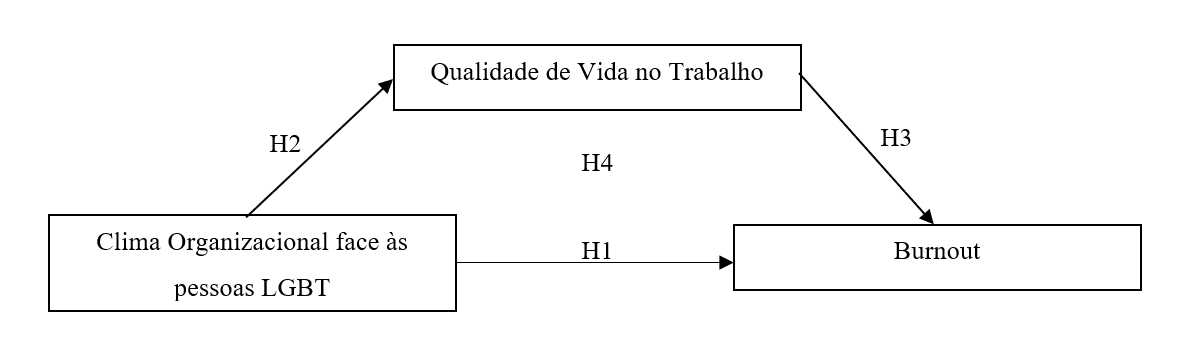 Qualidade de Vida no Trabalho
H2
H3
H4
Clima Organizacional face às
pessoas LGBT
H1
Burnout